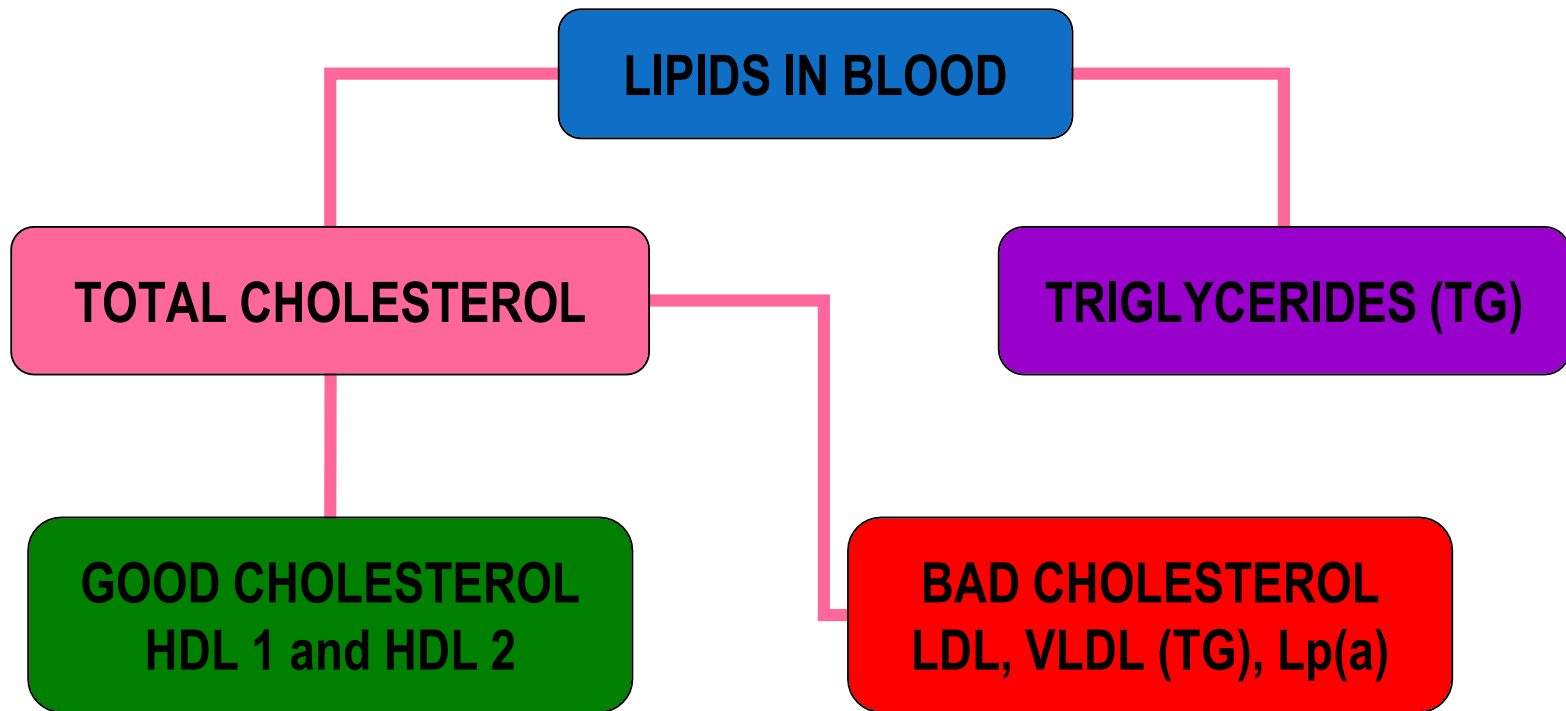 LIPIDS IN BLOOD
TOTAL CHOLESTEROL
TRIGLYCERIDES (TG)
GOOD CHOLESTEROL
HDL 1 and HDL 2
BAD CHOLESTEROL
LDL, VLDL (TG), Lp(a)